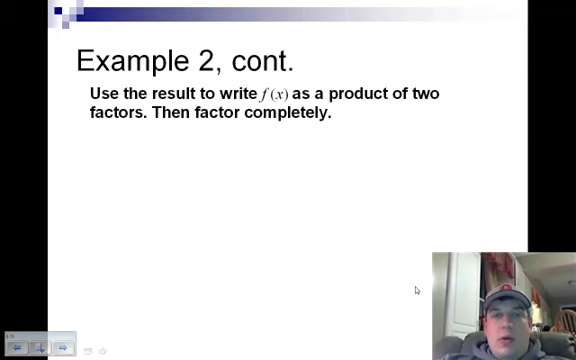 Example 2, cont.
Use the result to write f (x) as a product of two
factors. Then factor completely.